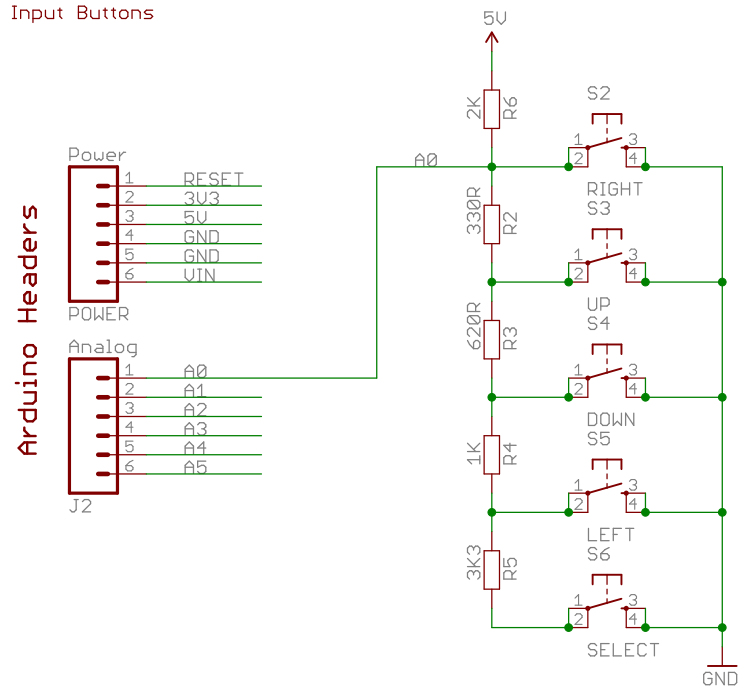 Input Buttons
5V
2K
R6
S2
1
3
2
4
RIGHT
A0
Arduino Headers
Power
1
RESET
2
3V3
3
5V
4
GND
5
GND
6
VIN
POWER
Analog
1
A0
2
A1
3
A2
4
A3
5
A4
6
A5
J2
330R
R2
S3
1
3
2
4
UP
620R
R3
S4
1
3
2
4
DOWN
1K
R4
S5
1
3
2
4
LEFT
3K3
R5
S6
1
3
2
4
SELECT
GND